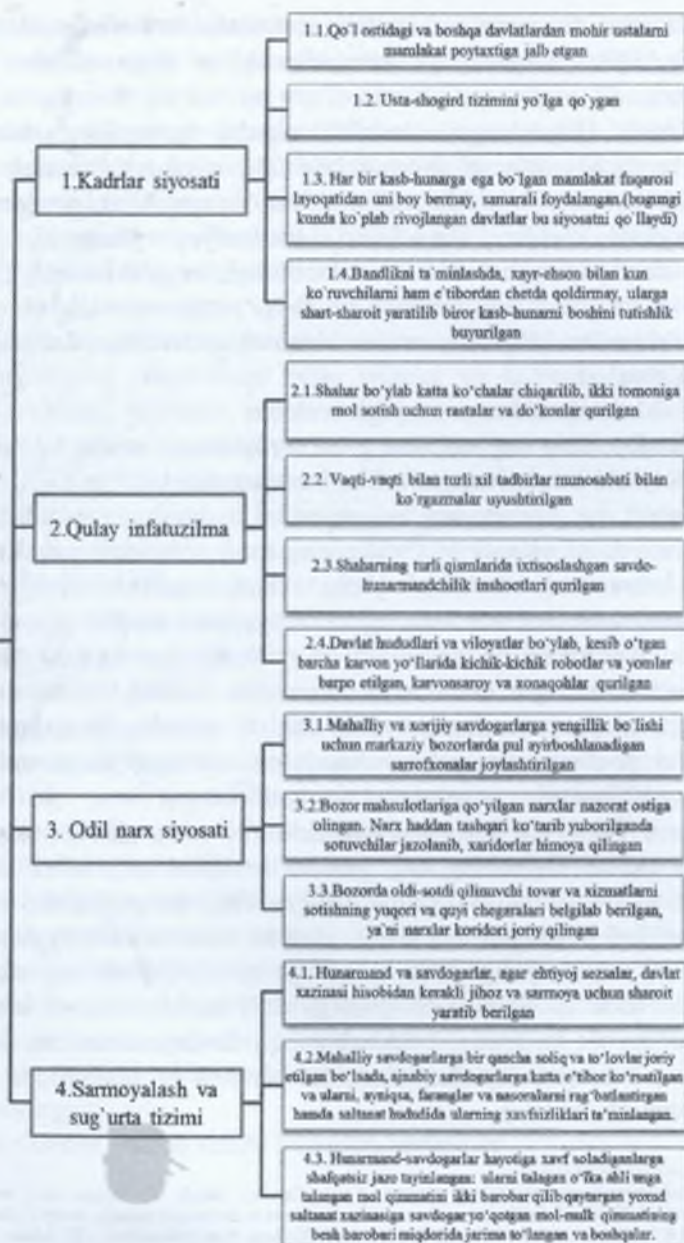 1.Kadrlar siyosati
1.1.Qo`l ostidagi va boshqa davlatlardan mohir ustalarni
mamlakat poytaxtiga jalb etgan
1.2. Usta-shogird tizimini yo`lga qo`ygan
1.3. Har bir kasb-hunarga ega bo`lgan mamlakat fuqarosi
layoqatidan uni boy bermay, samarali foydalangan.(bugungi
kunda ko`plab rivojlangan davlatlar bu siyosatni qo`llaydi)
1.4.Bandlikni ta`minlashda, xayr-ehson bilan kun
ko`ruvchilarni ham e`tibordan chetda qoldirmay, ularga
shart-sharoit yaratilib biror kasb-hunarni boshini tutishlik
buyurilgan
2.Qulay infatuzilma
2.1.Shahar bo‘ylab katta ko‘chalar chiqarilib, ikki tomoniga
mol sotish uchun rastalar va do‘konlar qurilgan
2.2. Vaqti-vaqti bilan turli xil tadbirlar munosabati bilan
ko‘rgazmalar uyushtirilgan
2.3.Shaharning turli qismlarida ixtisoslashgan savdo-
hunarmandchilik inshootlari qurilgan
2.4.Davlat hududlari va viloyatlar bo‘ylab, kesib o‘tgan
barcha karvon yo‘llarida kichik-kichik robotlar va yomlar
barpo etilgan, karvonsaroy va xonaqohlar qurilgan
3. Odil narx siyosati
3.1.Mahalliy va xorijiy savdogarlarga yengillik bo‘lishi
uchun markaziy bozorlarda pul ayirboshlanadigan
sarrofxonalar joylashtirilgan
3.2.Bozor mahsulotlariga qo‘yilgan narxlar nazorat ostiga
olingan. Narx haddan tashqari ko‘tarib yuborilganda
sotuvchilar jazolanib, xaridorlar himoya qilingan
3.3.Bozorda oldi-sotdi qilinuvchi tovar va xizmatlarni
sotishning yuqori va quyi chegaralari belgilab berilgan,
ya`ni narxlar koridori joriy qilingan
4.Sarmoyalash va
sug`urta tizimi
4.1. Hunarmand va savdogarlar, agar ehtiyoj sezsalar, davlat
xazinasi hisobidan kerakli jihoz va sarmoya uchun sharoit
yaratib berilgan
4.2.Mahalliy savdogarlarga bir qancha soliq va to‘lovlar joriy
etilgan bo‘lsada, ajnabiy savdogarlarga katta e‘tibor ko‘rsatilgan
va ularni, ayniqsa, faranglar va nasoralarni rag‘batlantirgan
hamda saltanat hududida ularning xavfsizliklari ta‘minlangan.
4.3. Hunarmand-savdogarlar hayotiga xavf soladiganlarga
shafqatsiz jazo tayinlangan: ularni talagan o‘lka ahli unga
talangan mol qimmatini ikki barobar qilib qaytargan yoxud
saltanat xazinasiga savdogar yo‘qotgan mol-mulk qimmatining
besh barobari miqdorida jarima to‘langan va boshqalar.